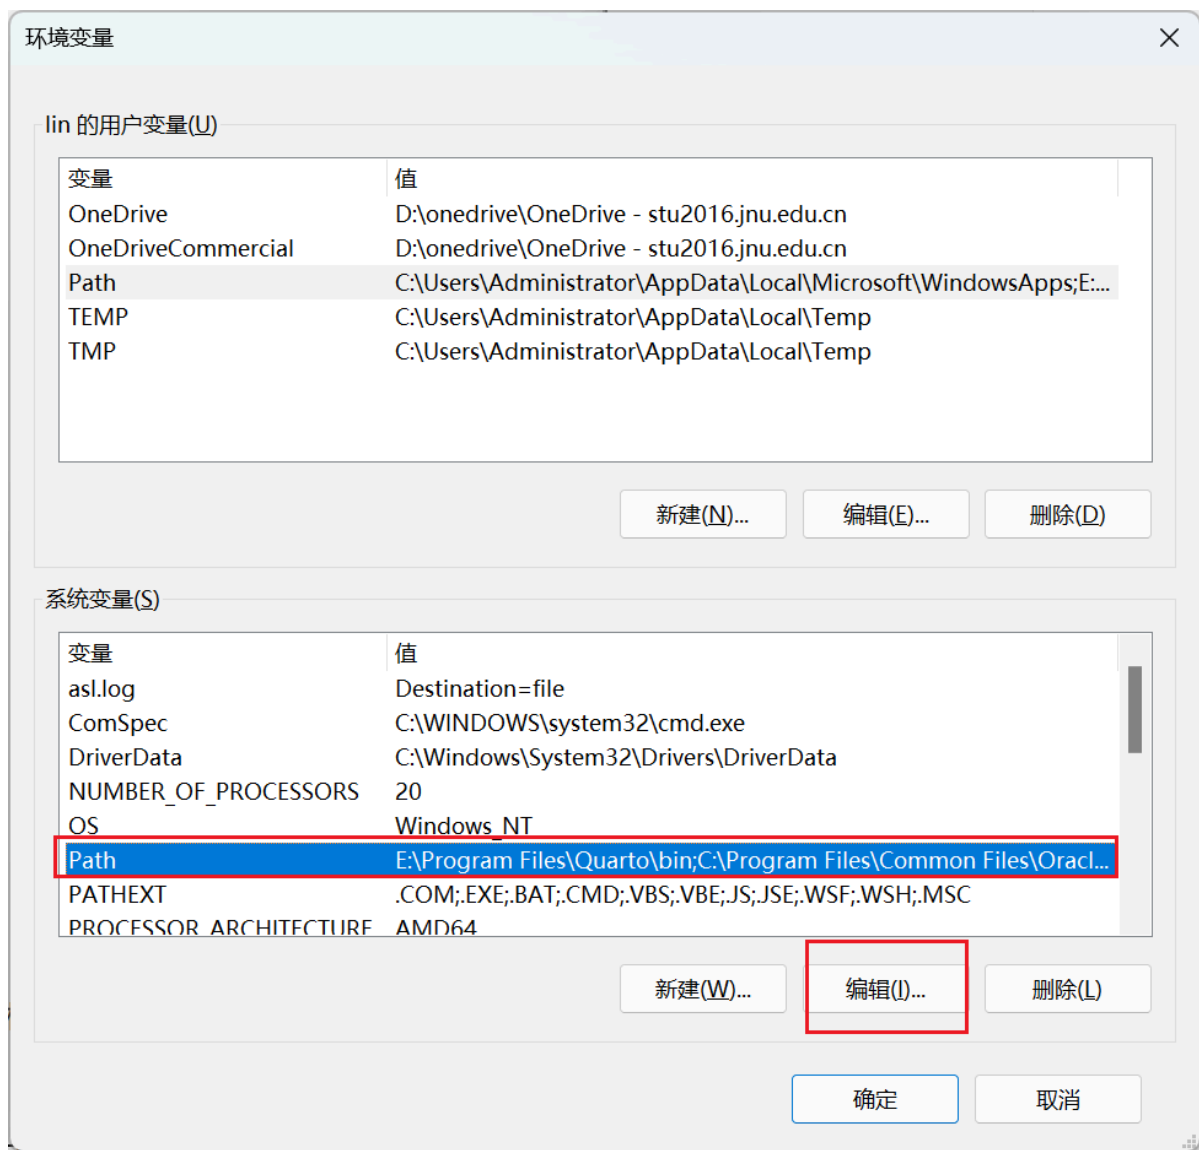 环境变量
lin 的用户变量(U)
变量 值
OneDrive D:\onedrive\OneDrive - stu2016.jnu.edu.cn
OneDriveCommercial D:\onedrive\OneDrive - stu2016.jnu.edu.cn
Path C:\Users\Administrator\AppData\Local\Microsoft\WindowsApps;E:...
TEMP C:\Users\Administrator\AppData\Local\Temp
TMP C:\Users\Administrator\AppData\Local\Temp
新建(N)... 编辑(E)... 删除(D)
系统变量(S)
变量 值
asl.log Destination=file
ComSpec C:\WINDOWS\system32\cmd.exe
DriverData C:\Windows\System32\Drivers\DriverData
NUMBER_OF_PROCESSORS 20
OS Windows_NT
Path E:\Program Files\Quarto\bin;C:\Program Files\Common Files\Oracl...
PATHEXT .COM;.EXE;.BAT;.CMD;.VBS;.VBE;.JS;.JSE;.WSF;.WSH;.MSC
PROCESSOR_ARCHITECTURE AMD64
新建(W)... 编辑(I)... 删除(L)
确定 取消